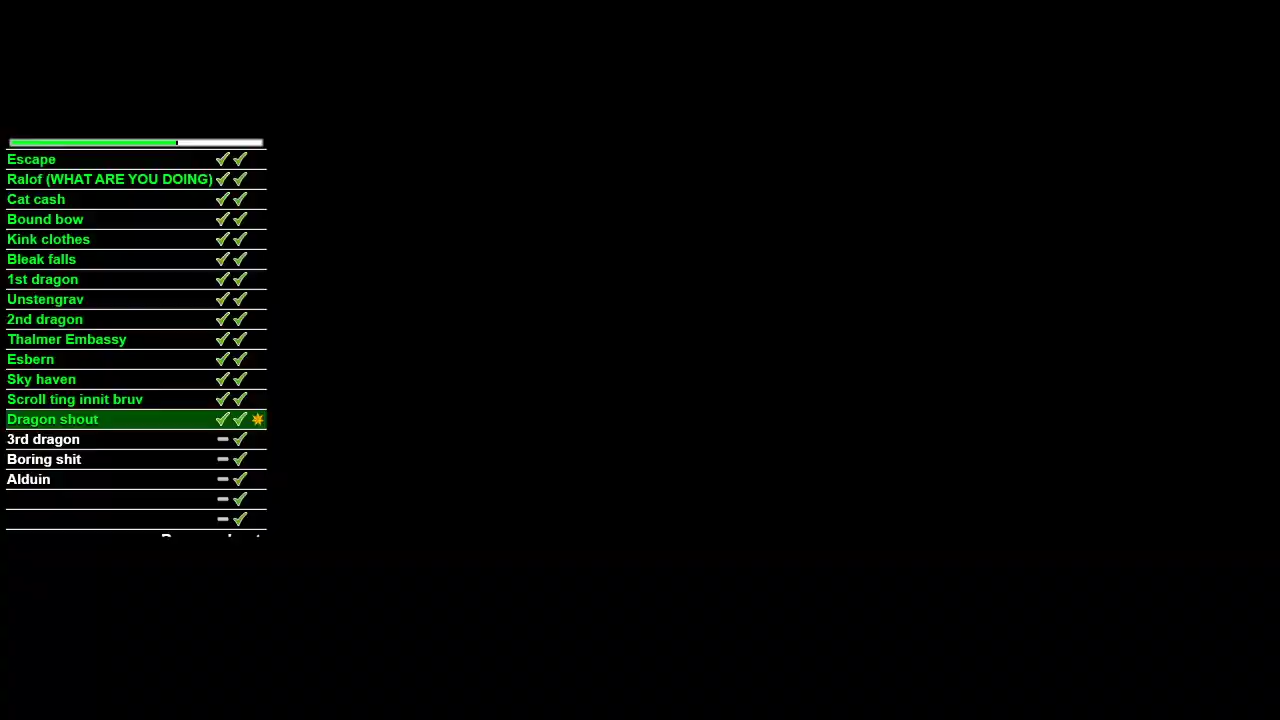 Escape
Ralof (WHAT ARE YOU DOING)
Cat cash
Bound bow
Kink clothes
Bleak falls
1st dragon
Unstengrav
2nd dragon
Thalmer Embassy
Esbern
Sky haven
Scroll ting innit bruv
Dragon shout
3rd dragon
Boring shit
Alduin